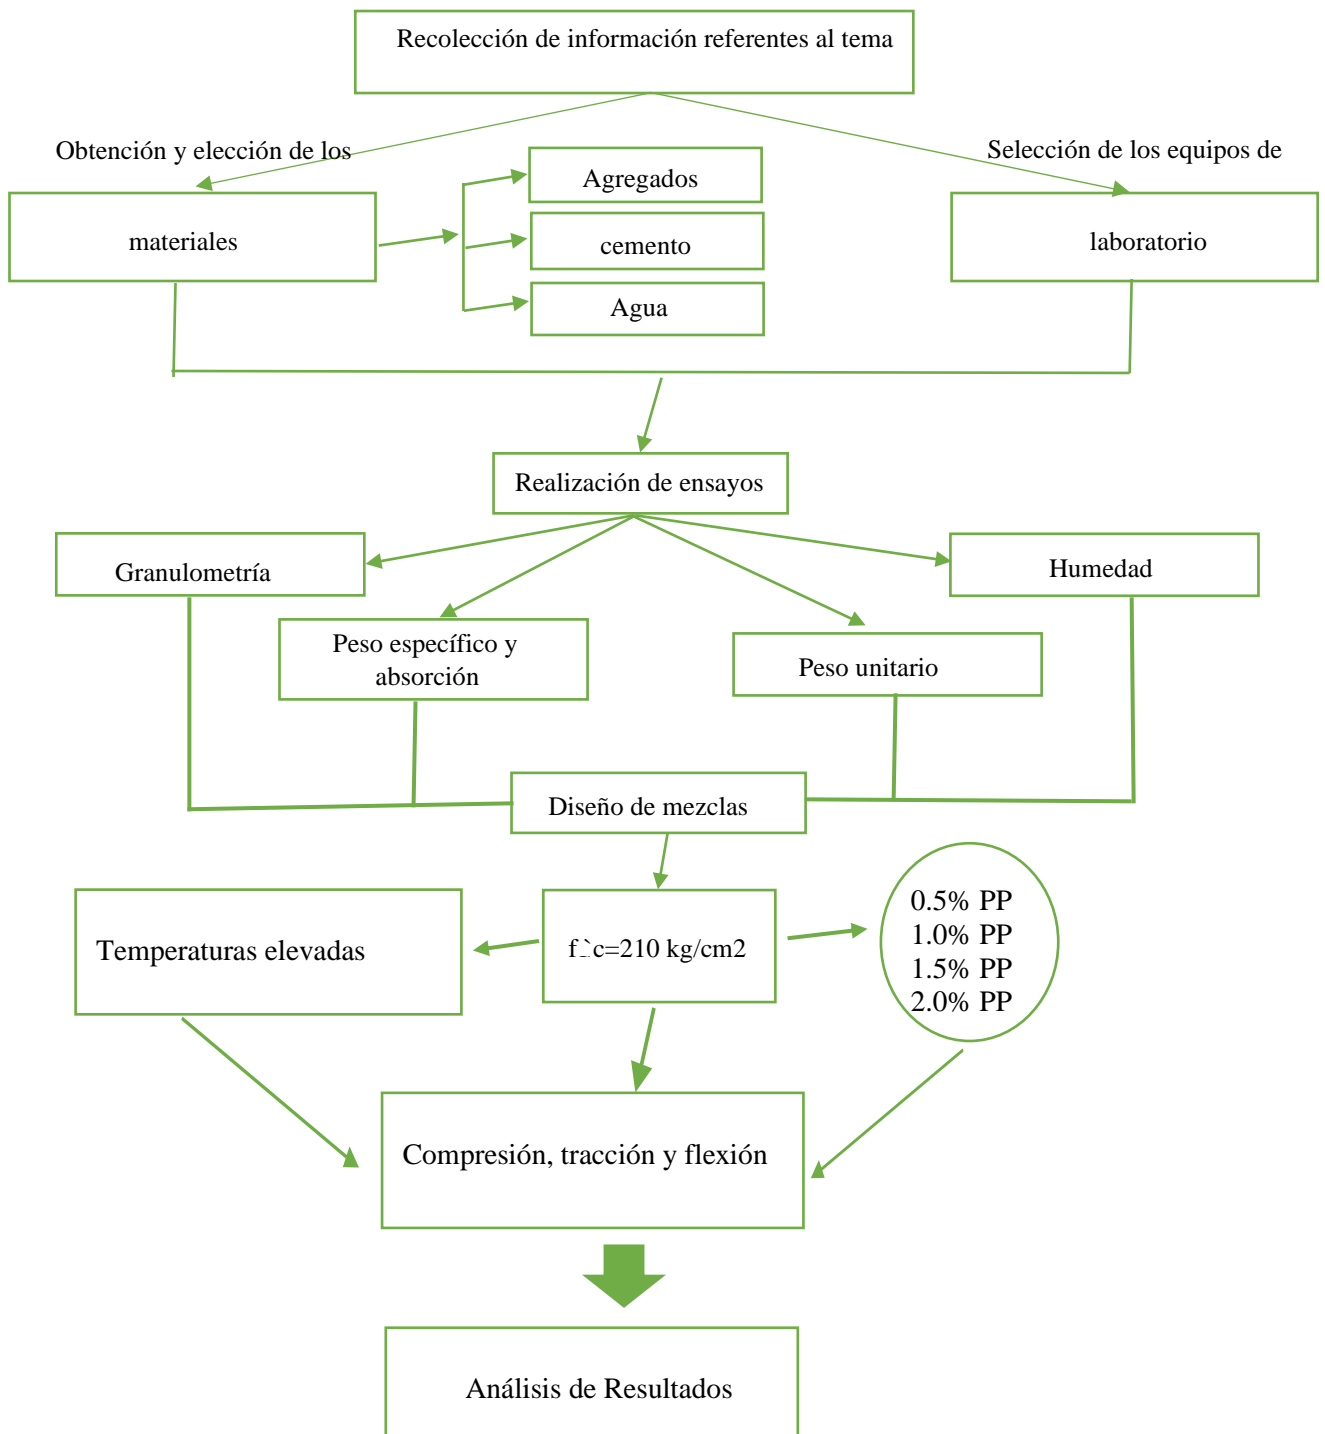 Recolección de información referentes al tema
Obtención y elección de los
materiales
Selección de los equipos de
laboratorio
Agregados
cemento
Agua
Realización de ensayos
Granulometría
Humedad
Peso específico y
absorción
Peso unitario
Diseño de mezclas
Temperaturas elevadas
f`c=210 kg/cm2
0.5% PP
1.0% PP
1.5% PP
2.0% PP
Compresión, tracción y flexión
Análisis de Resultados